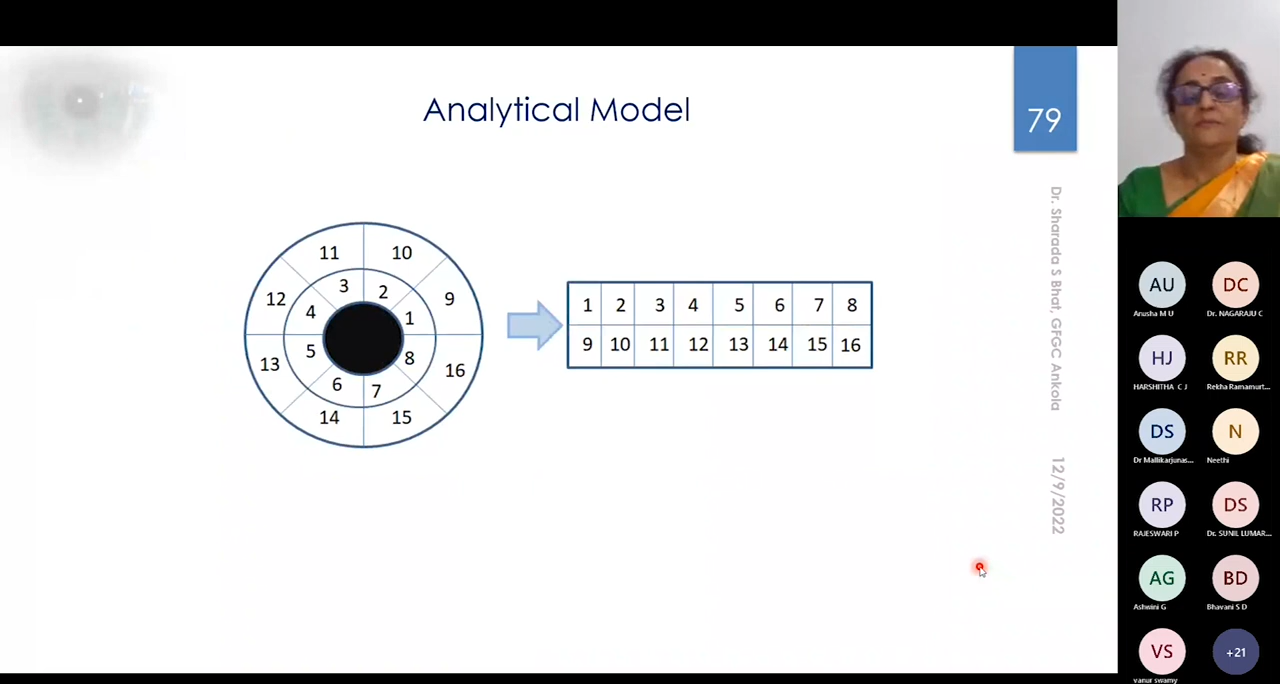 Analytical Model
79
11 10
3 2
12 9
4 1
5 8
13 16
6 7
14 15
1 2 3 4 5 6 7 8
9 10 11 12 13 14 15 16
Dr. Sharada S Bhat, GFGC Ankola
12/9/2022
AU DC
Anusha M U Dr. NAGARAJU C
HJ RR
HARSHITHA C J Rekha Ramamurt...
DS N
Dr Mallikarjunas... Neethi
RP DS
RAJESWARI P Dr. SUNIL LUMAR...
AG BD
Ashwini G Bhavani S D
VS +21
vanur swamy